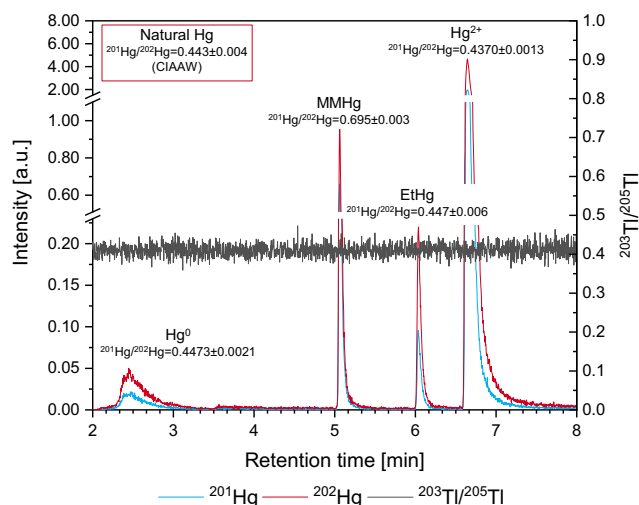 Natural Hg
²⁰¹Hg/²⁰²Hg=0.443±0.004
(CIAAW)
Hg²⁺
²⁰¹Hg/²⁰²Hg=0.4370±0.0013
MMHg
²⁰¹Hg/²⁰²Hg=0.695±0.003
EtHg
²⁰¹Hg/²⁰²Hg=0.447±0.006
Hg⁰
²⁰¹Hg/²⁰²Hg=0.4473±0.0021
Intensity [a.u.]
8.00
6.00
4.00
2.00
1.00
0.80
0.60
0.20
0.15
0.10
0.05
0.00
1.0
0.9
0.8
0.7
0.6
0.5
0.4
0.3
0.2
0.1
0.0
²⁰³Tl/²⁰⁵Tl
2 3 4 5 6 7 8
Retention time [min]
²⁰¹Hg ²⁰²Hg ²⁰³Tl/²⁰⁵Tl